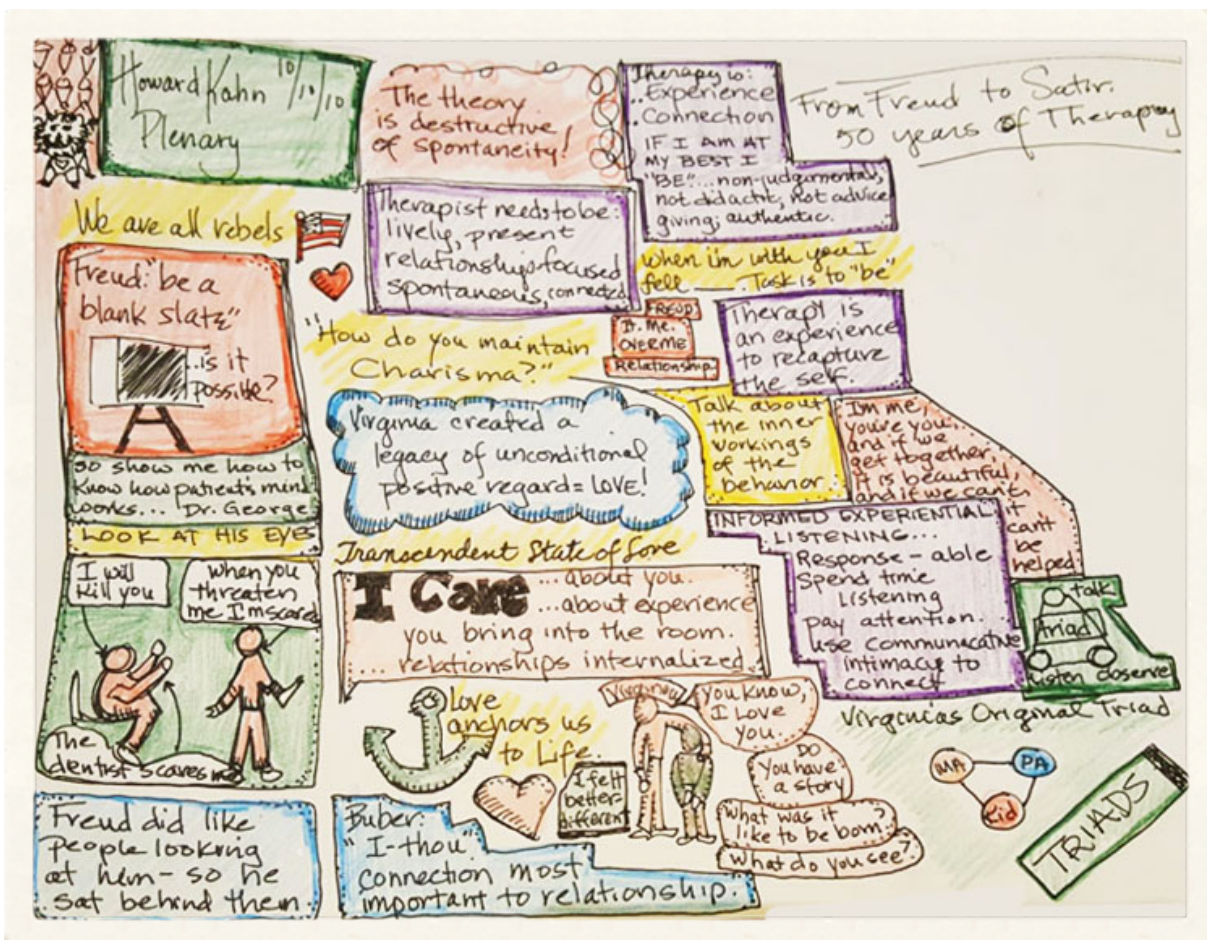 Howard Kahn 10/10/10
Plenary
The theory
is destructive
of spontaneity!
Therapy is:
..Experience
.Connection
IF I AM AT
MY BEST I
"BE"... non-judgmental,
not didactic, not advice
giving; authentic.
From Freud to Satir.
50 years of Therapy
We are all rebels
Therapist needs to be:
lively, present
relationship-focused
spontaneous, connected
when im with you I
fell ___. Task is to "be"
Freud: "be a
blank slate"
...is it
possible?
"How do you maintain
Charisma?"
FREUD:
It. Me.
OVERME
Relationship.
Therapy is
an experience
to recapture
the self.
Virginia created a
legacy of unconditional
positive regard = LOVE!
Talk about
the inner
workings
of the
behavior
Im me,
you're you
and if we
get together,
it is beautiful,
and if we can't
it
can't
be
helped
so show me how to
know how patients mind
works... Dr. George
LOOK AT HIS EYES
Transcendent State of Love
INFORMED EXPERIENTIAL
LISTENING...
Response-able
Spend time
Listening
pay attention.
use communicative
intimacy to
connect
talk
triad
listen observe
I will
kill you
when you
threaten
me I'm scared
The
dentist scares me
I Care ...about you.
...about experience
you bring into the room.
... relationships internalized.
Love
anchors us
to Life...
I felt
better
different
Virginia
you know,
I Love
you.
DO
You have
a story
What was it
like to be born?
What do you see?
Virginias Original Triad
MA
PA
Kid
TRIADS
Freud did like
people looking
at him - so he
sat behind them.
Buber:
"I-thou"
connection most
important to relationship.